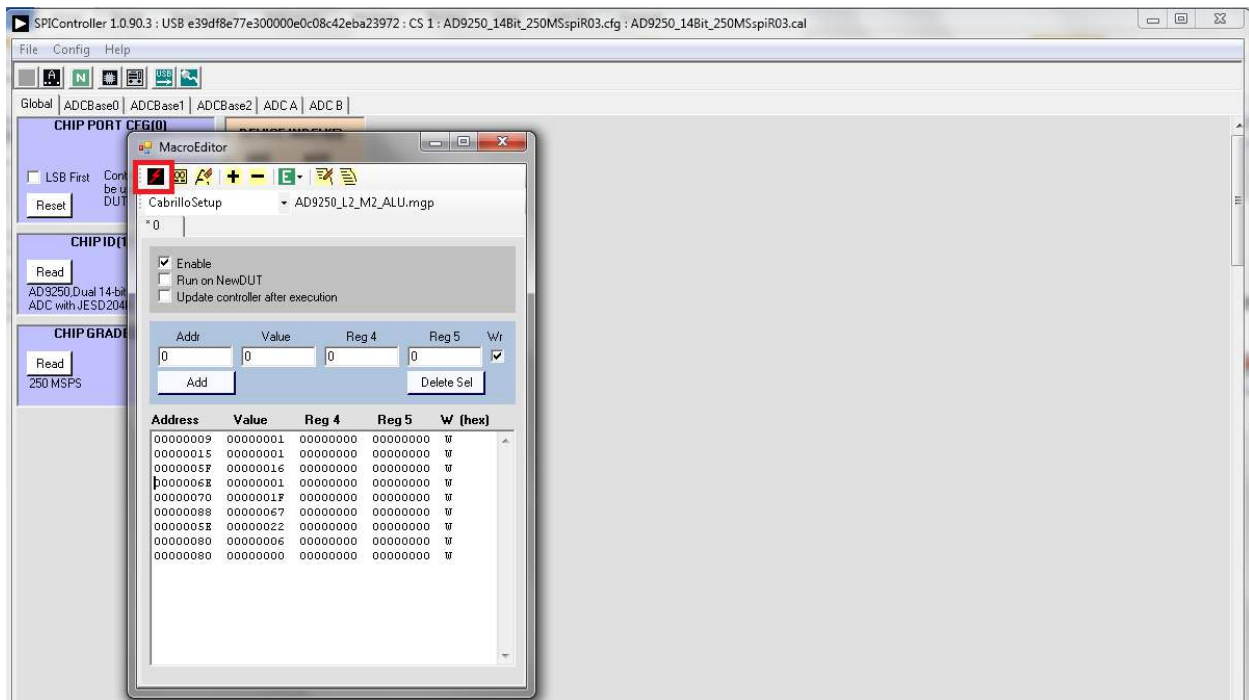 SPIController 1.0.90.3 : USB e39df8e77e300000e0c08c42eba23972 : CS 1 : AD9250_14Bit_250MSspiR03.cfg : AD9250_14Bit_250MSspiR03.cal
File Config Help
Global ADCBase0 ADCBase1 ADCBase2 ADC A ADC B
CHIP PORT CFG(0)
LSB First
Reset
CHIP ID(1
Read
AD9250,Dual 14-bit
ADC with JESD204
CHIP GRADE
Read
250 MSPS
MacroEditor
CabrilloSetup AD9250_L2_M2_ALU.mgp
* 0
Enable
Run on NewDUT
Update controller after execution
Addr Value Reg 4 Reg 5 Wr
0 0 0 0
Add Delete Sel
Address Value Reg 4 Reg 5 W (hex)
00000009 00000001 00000000 00000000 W
00000015 00000001 00000000 00000000 W
0000005F 00000016 00000000 00000000 W
0000006E 00000001 00000000 00000000 W
00000070 0000001F 00000000 00000000 W
00000088 00000067 00000000 00000000 W
0000005E 00000022 00000000 00000000 W
00000080 00000006 00000000 00000000 W
00000080 00000000 00000000 00000000 W